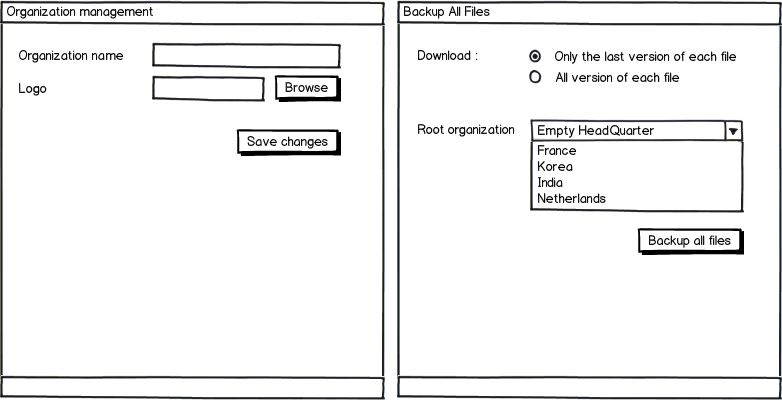 Organization management
Organization name
Logo
Browse
Save changes
Backup All Files
Download :
Only the last version of each file
All version of each file
Root organization
Empty HeadQuarter
France
Korea
India
Netherlands
Backup all files